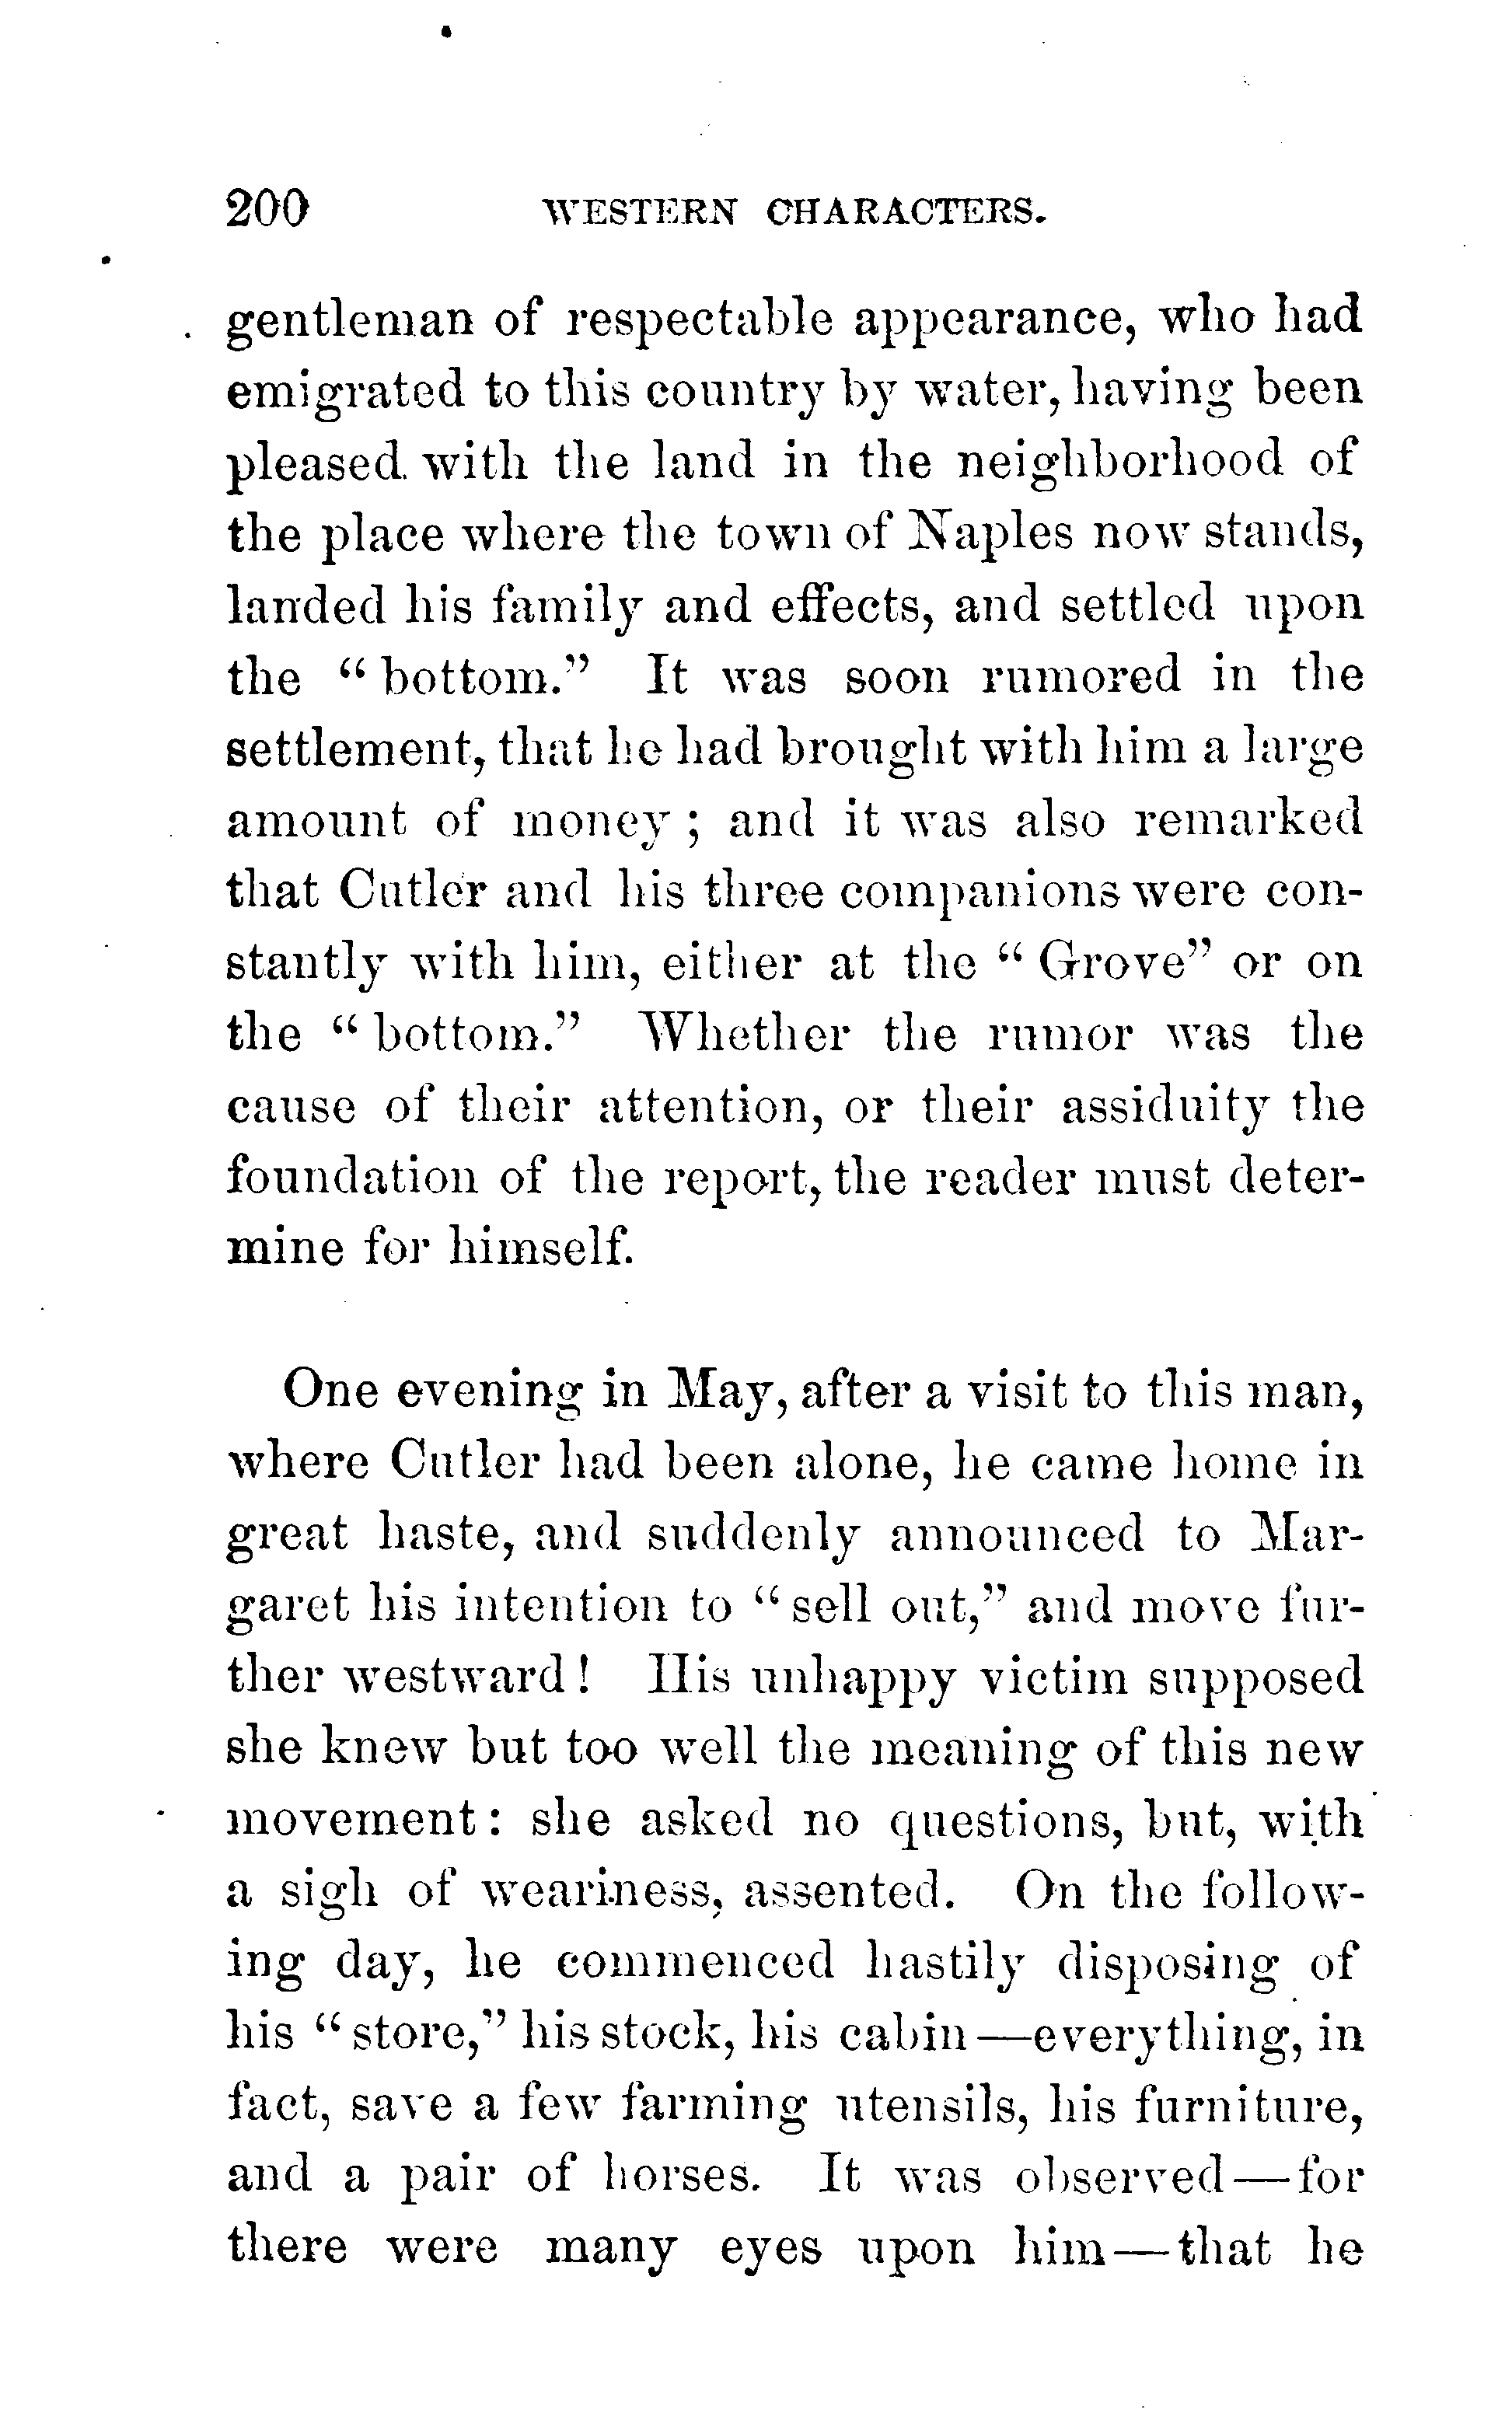 200 WESTERN CHARACTERS.
gentleman of respectable appearance, who had
emigrated to this country by water, having been
pleased with the land in the neighborhood of
the place where the town of Naples now stands,
landed his family and effects, and settled upon
the “bottom.” It was soon rumored in the
settlement, that he had brought with him a large
amount of money; and it was also remarked
that Cutler and his three companions were con-
stantly with him, either at the “Grove” or on
the “bottom.” Whether the rumor was the
cause of their attention, or their assiduity the
foundation of the report, the reader must deter-
mine for himself.
One evening in May, after a visit to this man,
where Cutler had been alone, he came home in
great haste, and suddenly announced to Mar-
garet his intention to “sell out,” and move fur-
ther westward! His unhappy victim supposed
she knew but too well the meaning of this new
movement: she asked no questions, but, with
a sigh of weariness, assented. On the follow-
ing day, he commenced hastily disposing of
his “store,” his stock, his cabin—everything, in
fact, save a few farming utensils, his furniture,
and a pair of horses. It was observed—for
there were many eyes upon him—that he